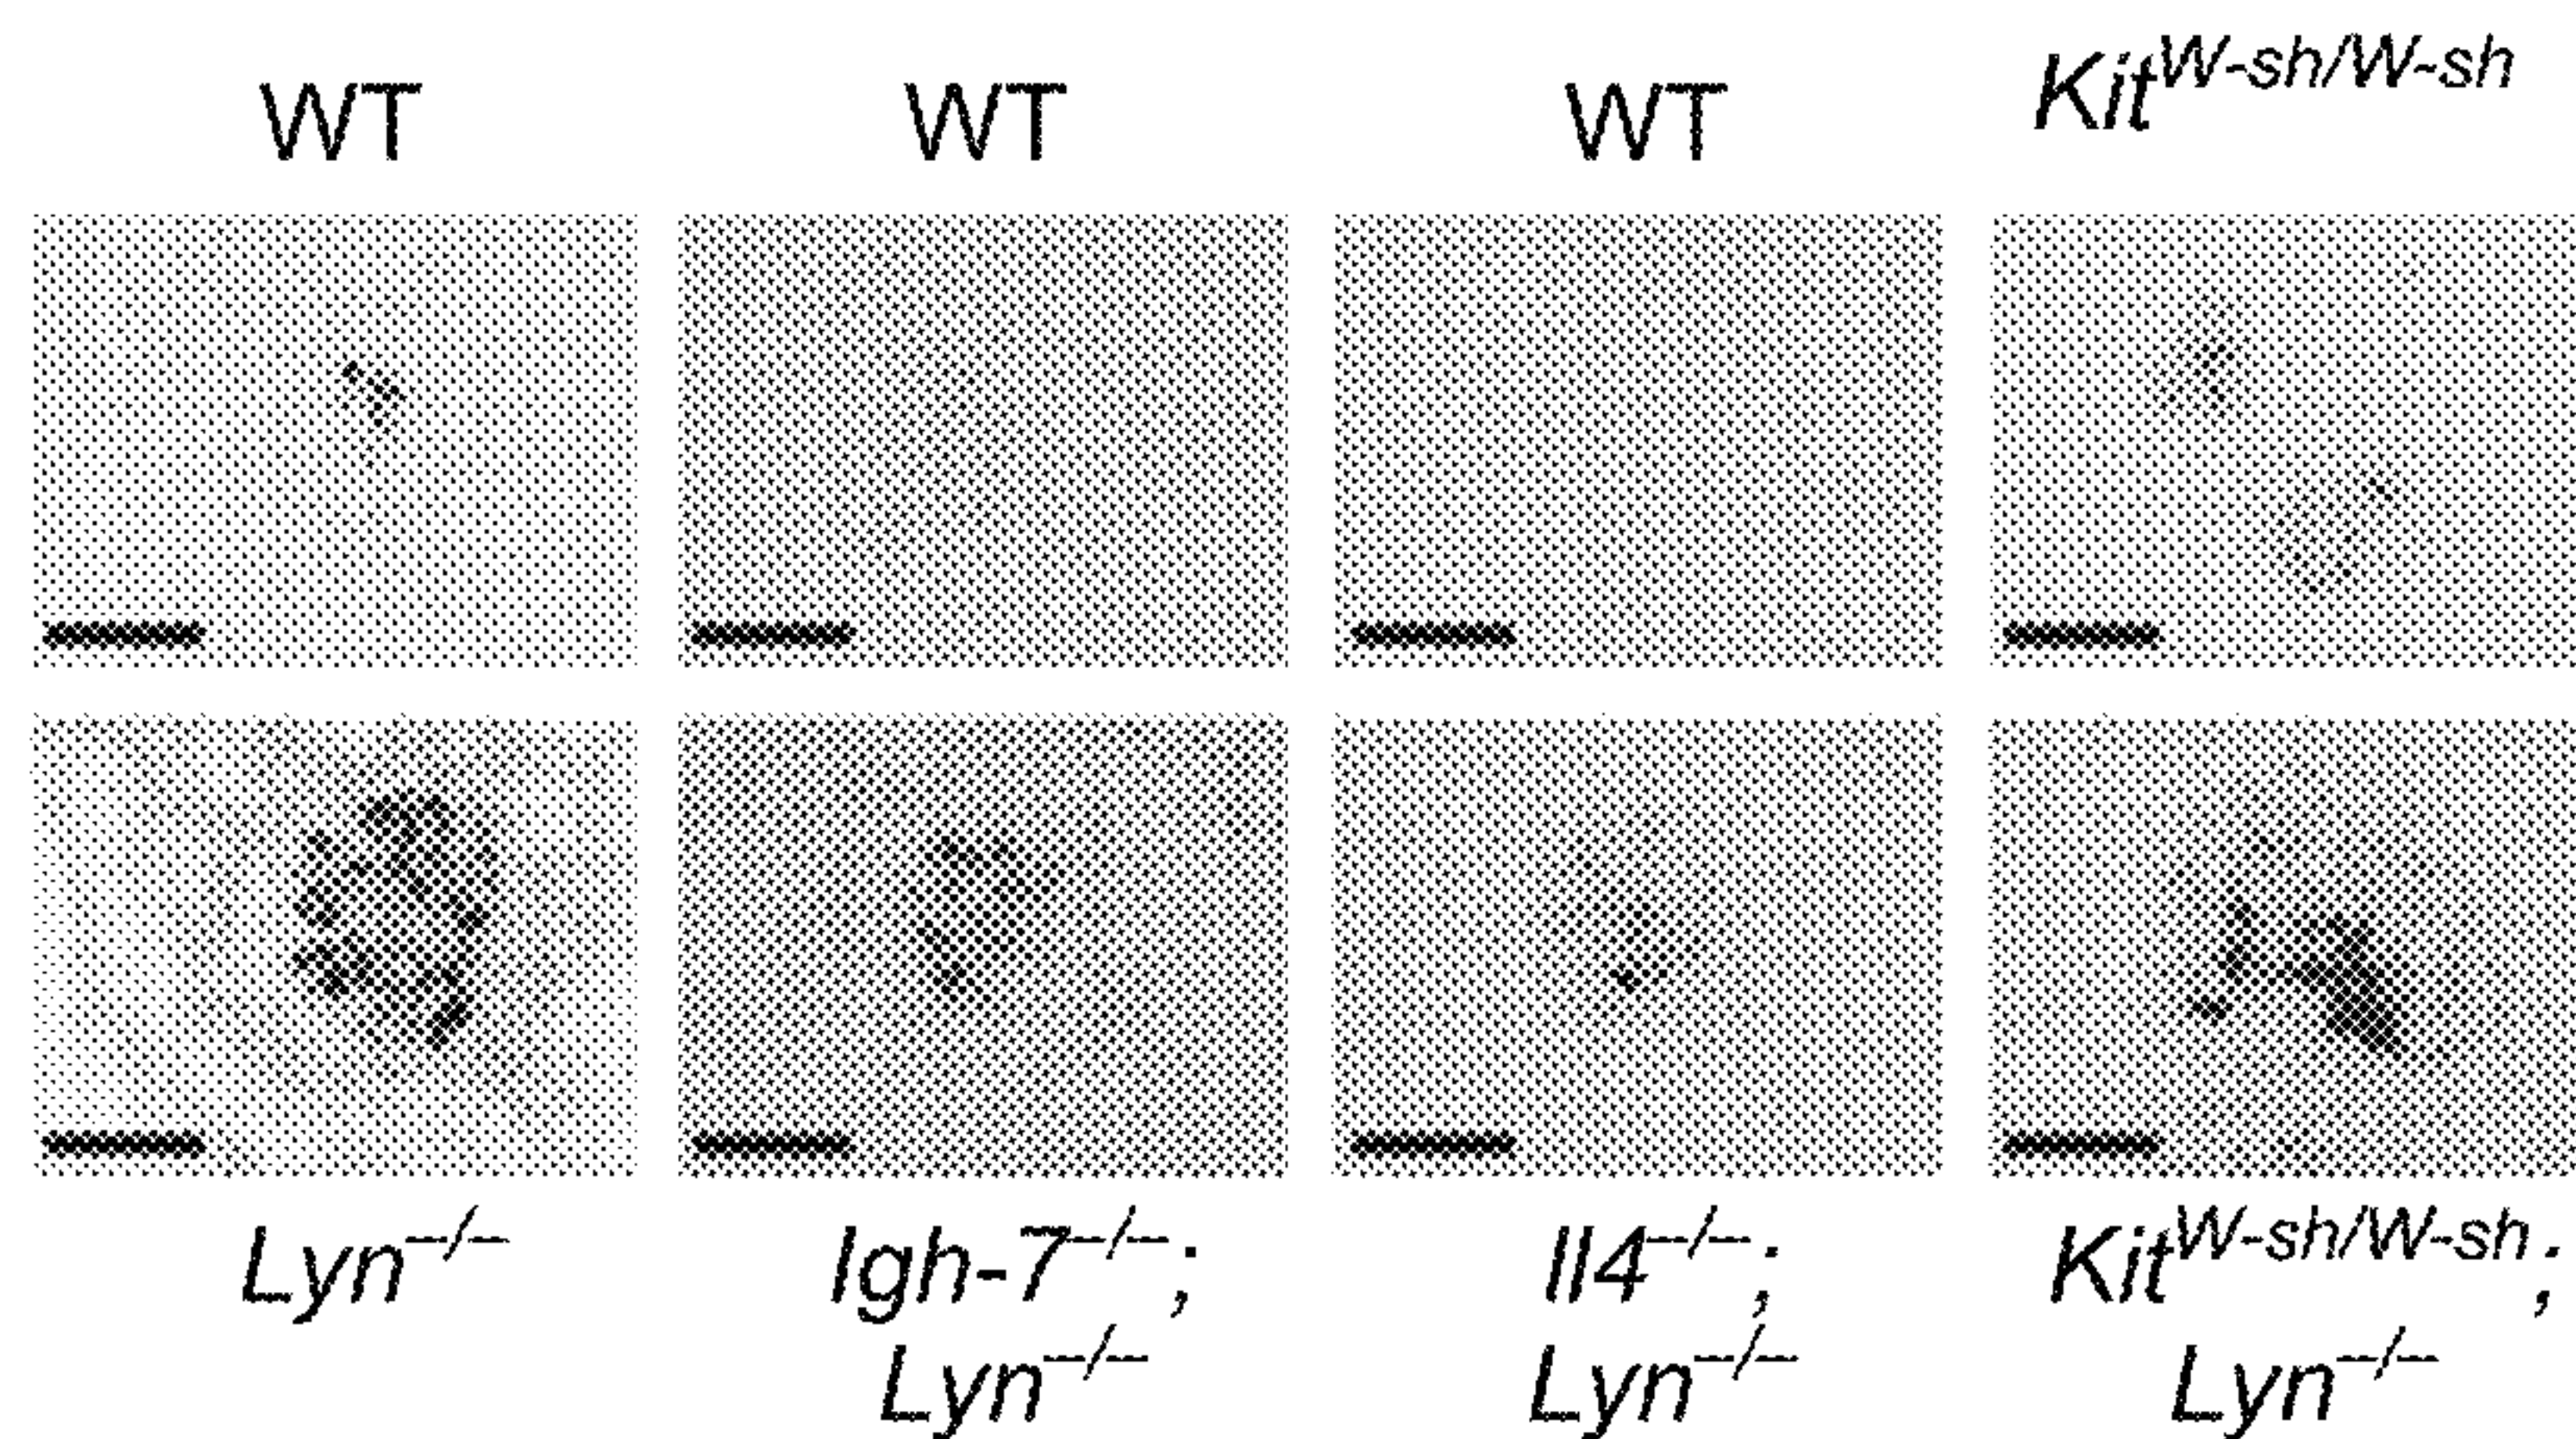 WT WT WT Kit^W-sh/W-sh
Lyn^–/– Igh-7^–/–; Il4^–/–; Kit^W-sh/W-sh;
Lyn^–/– Lyn^–/– Lyn^–/–